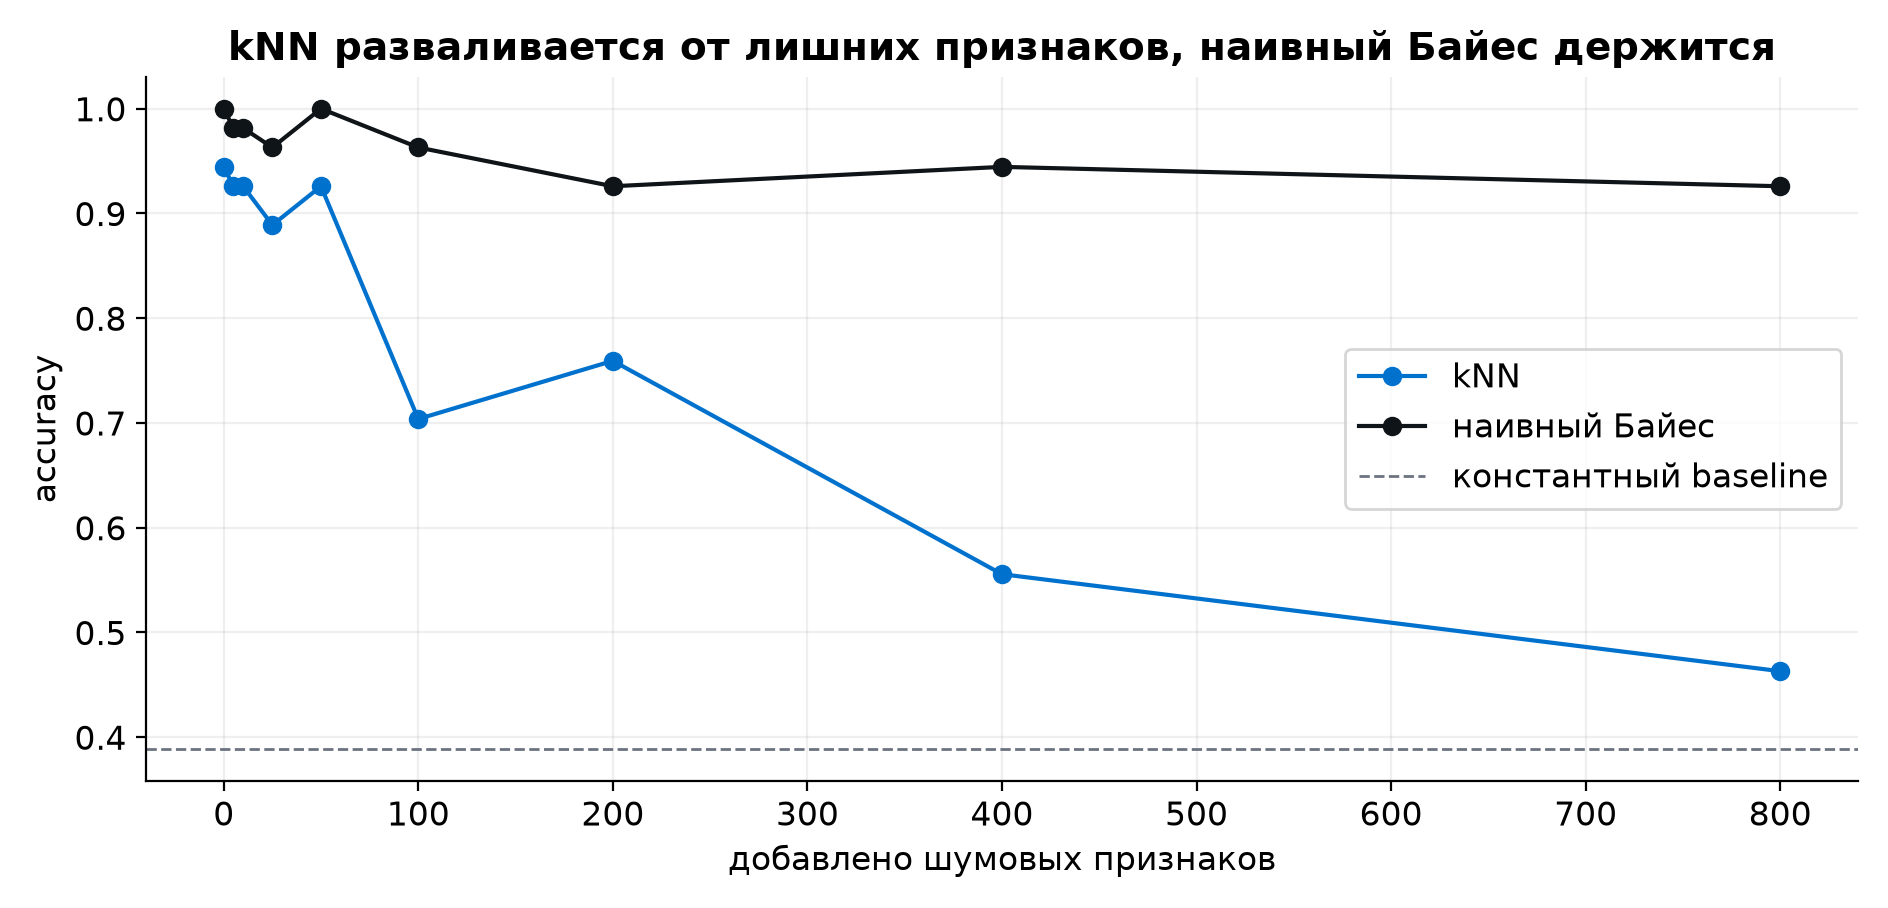 kNN разваливается от лишних признаков, наивный Байес держится
accuracy
1.0
0.9
0.8
0.7
0.6
0.5
0.4
kNN
наивный Байес
константный baseline
0 100 200 300 400 500 600 700 800
добавлено шумовых признаков